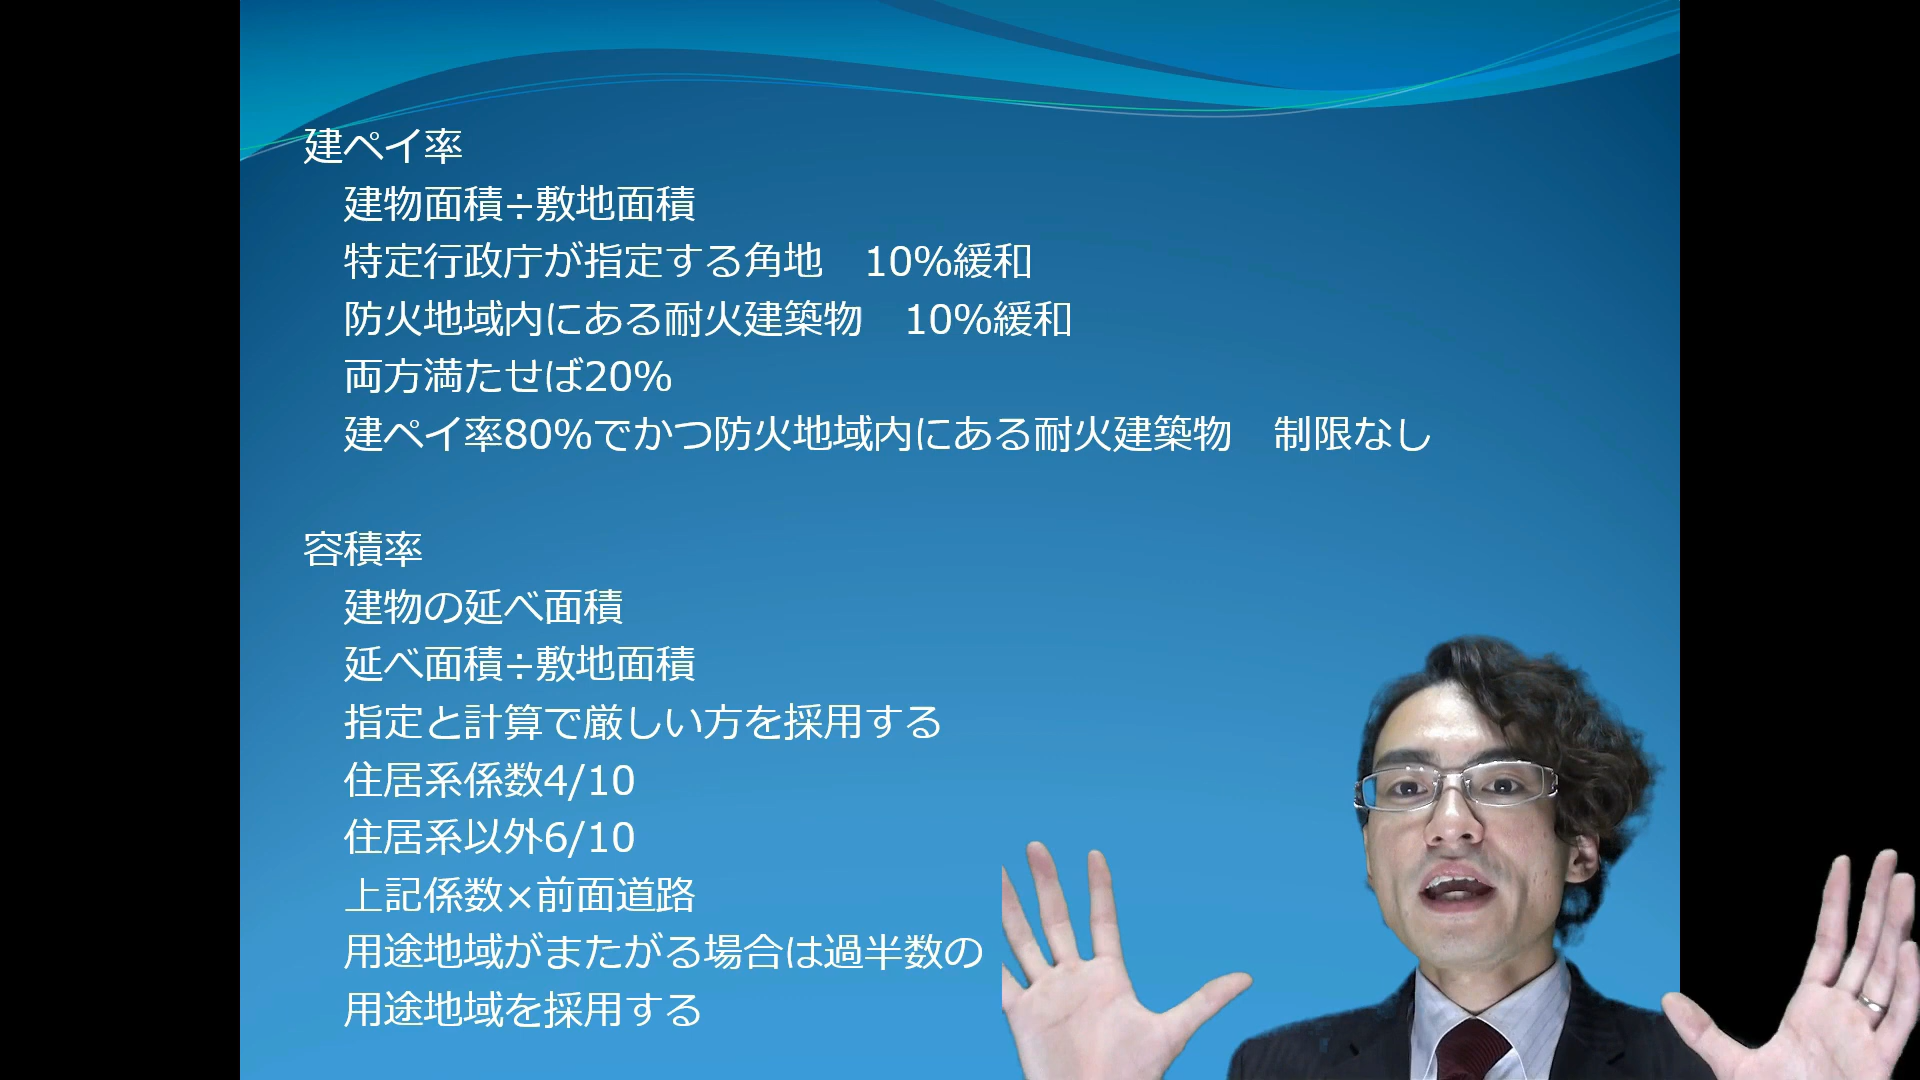 建ペイ率
建物面積÷敷地面積
特定行政庁が指定する角地　10%緩和
防火地域内にある耐火建築物　10%緩和
両方満たせば20%
建ペイ率80%でかつ防火地域内にある耐火建築物　制限なし
容積率
建物の延べ面積
延べ面積÷敷地面積
指定と計算で厳しい方を採用する
住居系係数4/10
住居系以外6/10
上記係数×前面道路
用途地域がまたがる場合は過半数の
用途地域を採用する